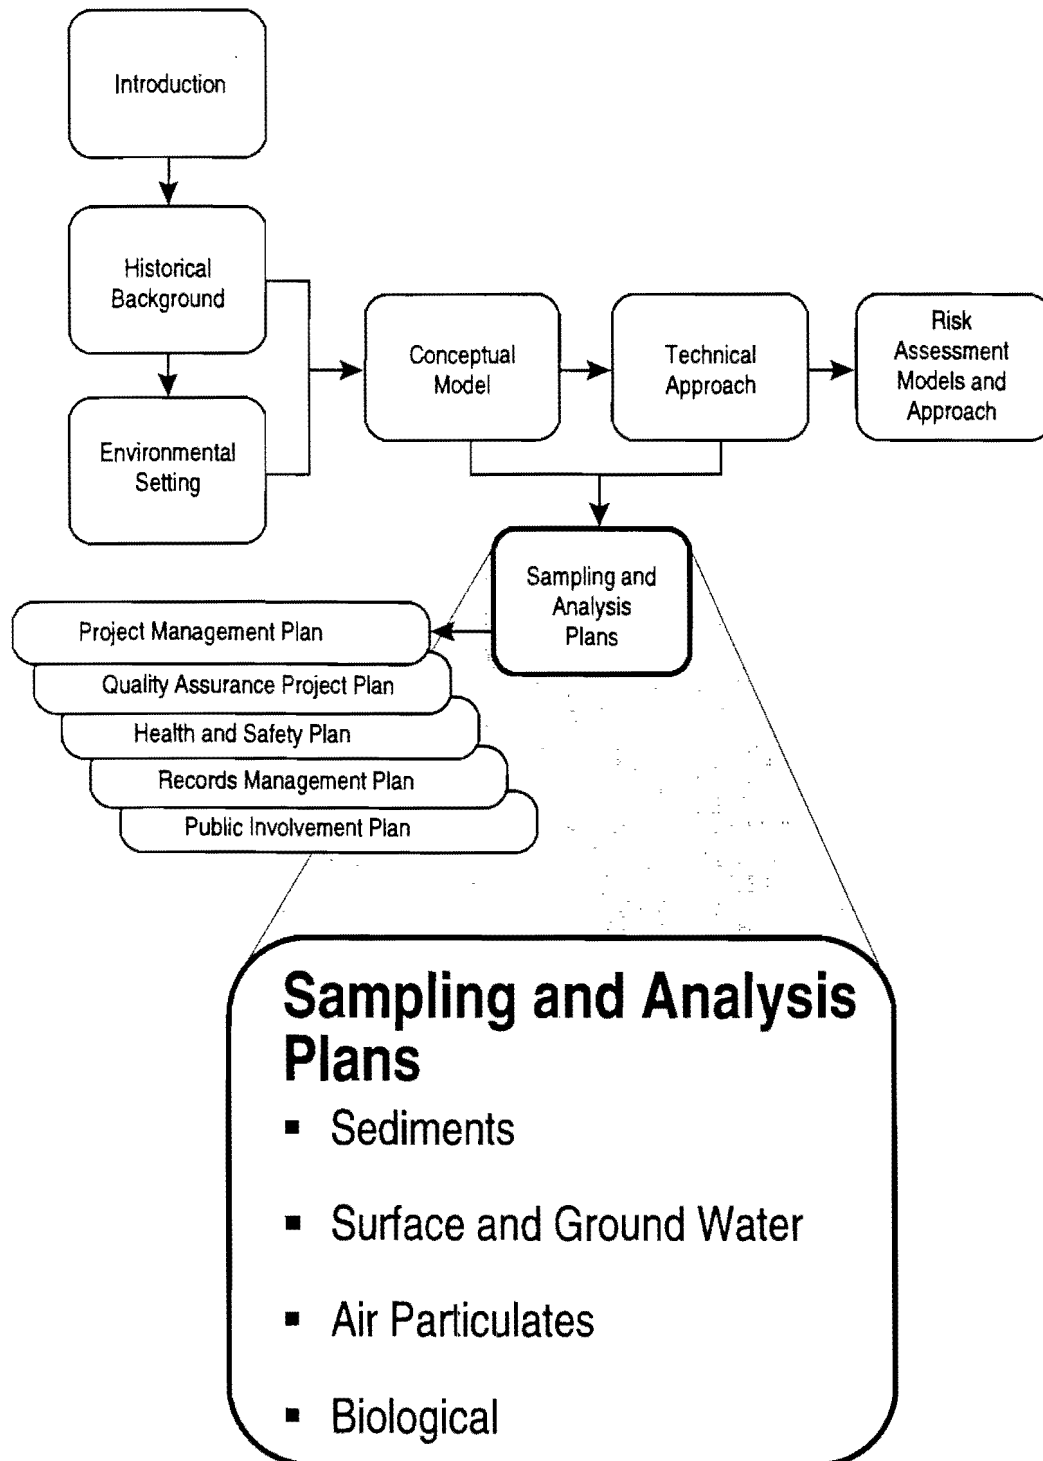 Introduction
Historical
Background
Environmental
Setting
Conceptual
Model
Technical
Approach
Risk
Assessment
Models and
Approach
Sampling and
Analysis
Plans
Project Management Plan
Quality Assurance Project Plan
Health and Safety Plan
Records Management Plan
Public Involvement Plan
Sampling and Analysis
Plans
▪ Sediments
▪ Surface and Ground Water
▪ Air Particulates
▪ Biological